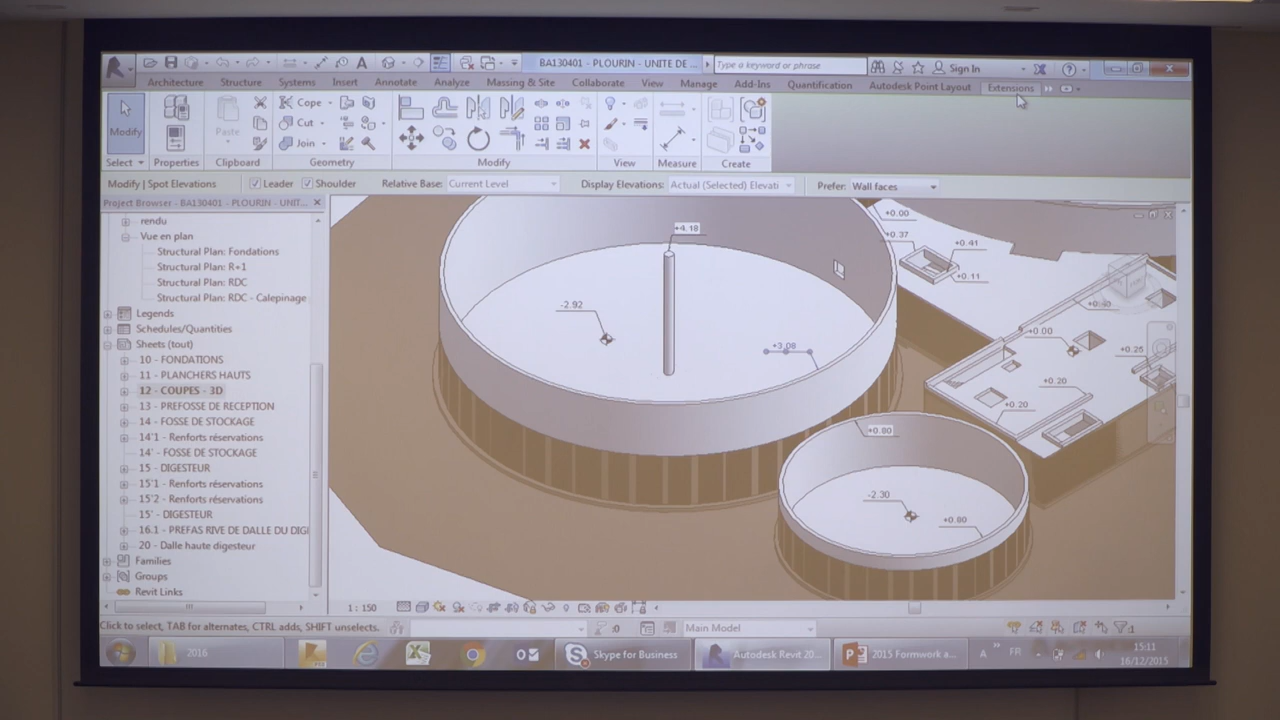 BA130401 - PLOURIN - UNITE DE ...
Type a keyword or phrase
Sign In
Architecture Structure Systems Insert Annotate Analyze Massing & Site Collaborate View Manage Add-Ins Quantification Autodesk Point Layout Extensions
Modify
Paste
Cope
Cut
Join
Select Properties Clipboard Geometry Modify View Measure Create
Modify | Spot Elevations Leader Shoulder Relative Base: Current Level Display Elevations: Actual (Selected) Elevati Prefer: Wall faces
Project Browser - BA130401 - PLOURIN - UNIT...
rendu
Vue en plan
Structural Plan: Fondations
Structural Plan: R+1
Structural Plan: RDC
Structural Plan: RDC - Calepinage
Legends
Schedules/Quantities
Sheets (tout)
10 - FONDATIONS
11 - PLANCHERS HAUTS
12 - COUPES - 3D
13 - PREFOSSE DE RECEPTION
14 - FOSSE DE STOCKAGE
14'1 - Renforts réservations
14' - FOSSE DE STOCKAGE
15 - DIGESTEUR
15'1 - Renforts réservations
15'2 - Renforts réservations
15' - DIGESTEUR
16.1 - PREFAS RIVE DE DALLE DU DIGI
20 - Dalle haute digesteur
Families
Groups
Revit Links
+4.18
-2.92
+3.08
+0.00
+0.37
+0.41
+0.11
+0.00
+0.25
+0.20
+0.20
+0.80
-2.30
+0.80
1 : 150
Click to select, TAB for alternates, CTRL adds, SHIFT unselects.
:0
Main Model
:1
2016
Skype for Business
Autodesk Revit 20...
2015 Formwork a...
A
FR
15:11
16/12/2015